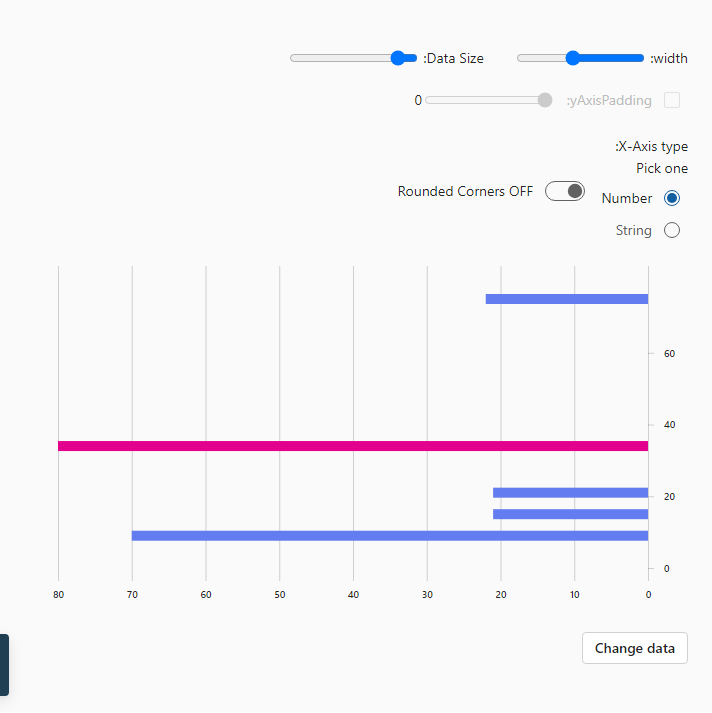 :width
:Data Size
:yAxisPadding
0
:X-Axis type
Pick one
Number
Rounded Corners OFF
String
60
40
20
0
80 70 60 50 40 30 20 10 0
Change data